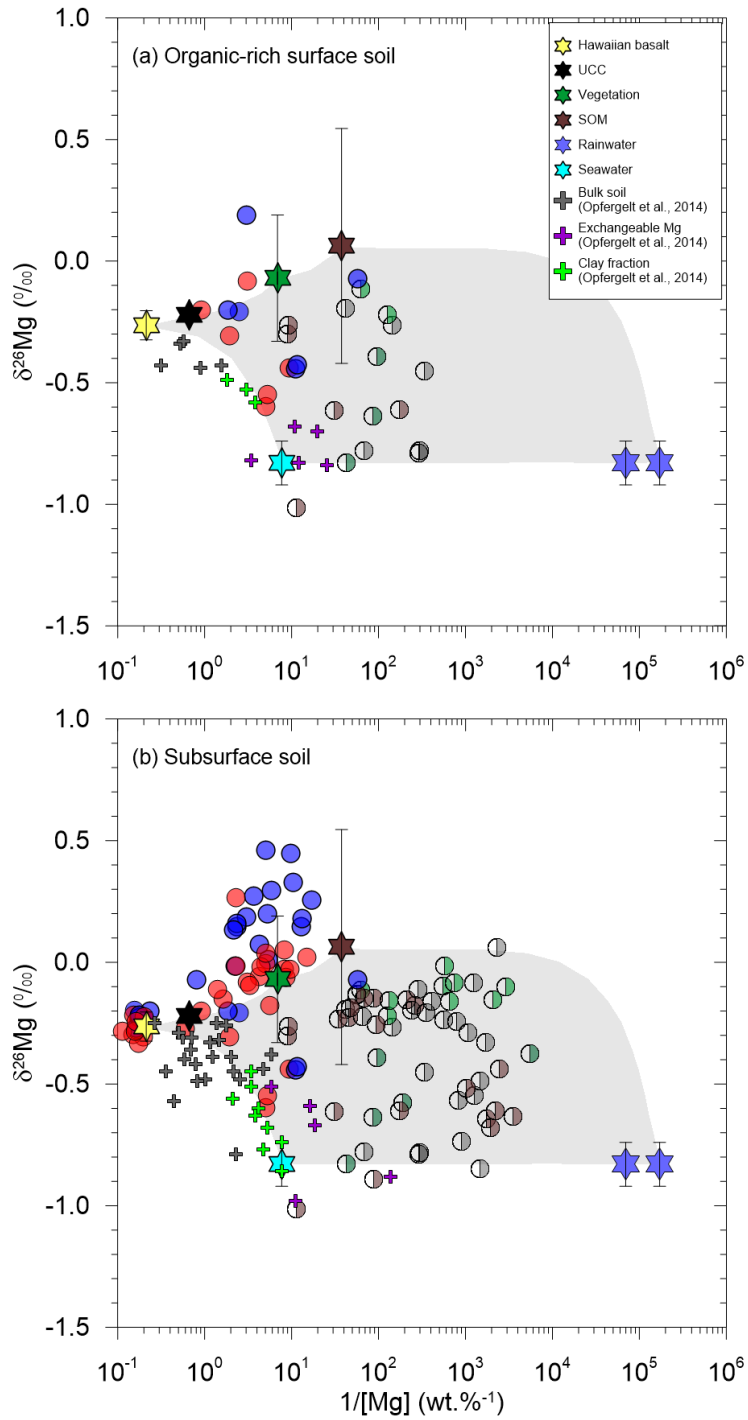 1.0
(a) Organic-rich surface soil
0.5
0.0
-0.5
-1.0
-1.5
δ²⁶Mg (⁰/₀₀)
10⁻¹ 10⁰ 10¹ 10² 10³ 10⁴ 10⁵ 10⁶
Hawaiian basalt
UCC
Vegetation
SOM
Rainwater
Seawater
Bulk soil
(Opfergelt et al., 2014)
Exchangeable Mg
(Opfergelt et al., 2014)
Clay fraction
(Opfergelt et al., 2014)
1.0
(b) Subsurface soil
0.5
0.0
-0.5
-1.0
-1.5
δ²⁶Mg (⁰/₀₀)
10⁻¹ 10⁰ 10¹ 10² 10³ 10⁴ 10⁵ 10⁶
1/[Mg] (wt.%⁻¹)